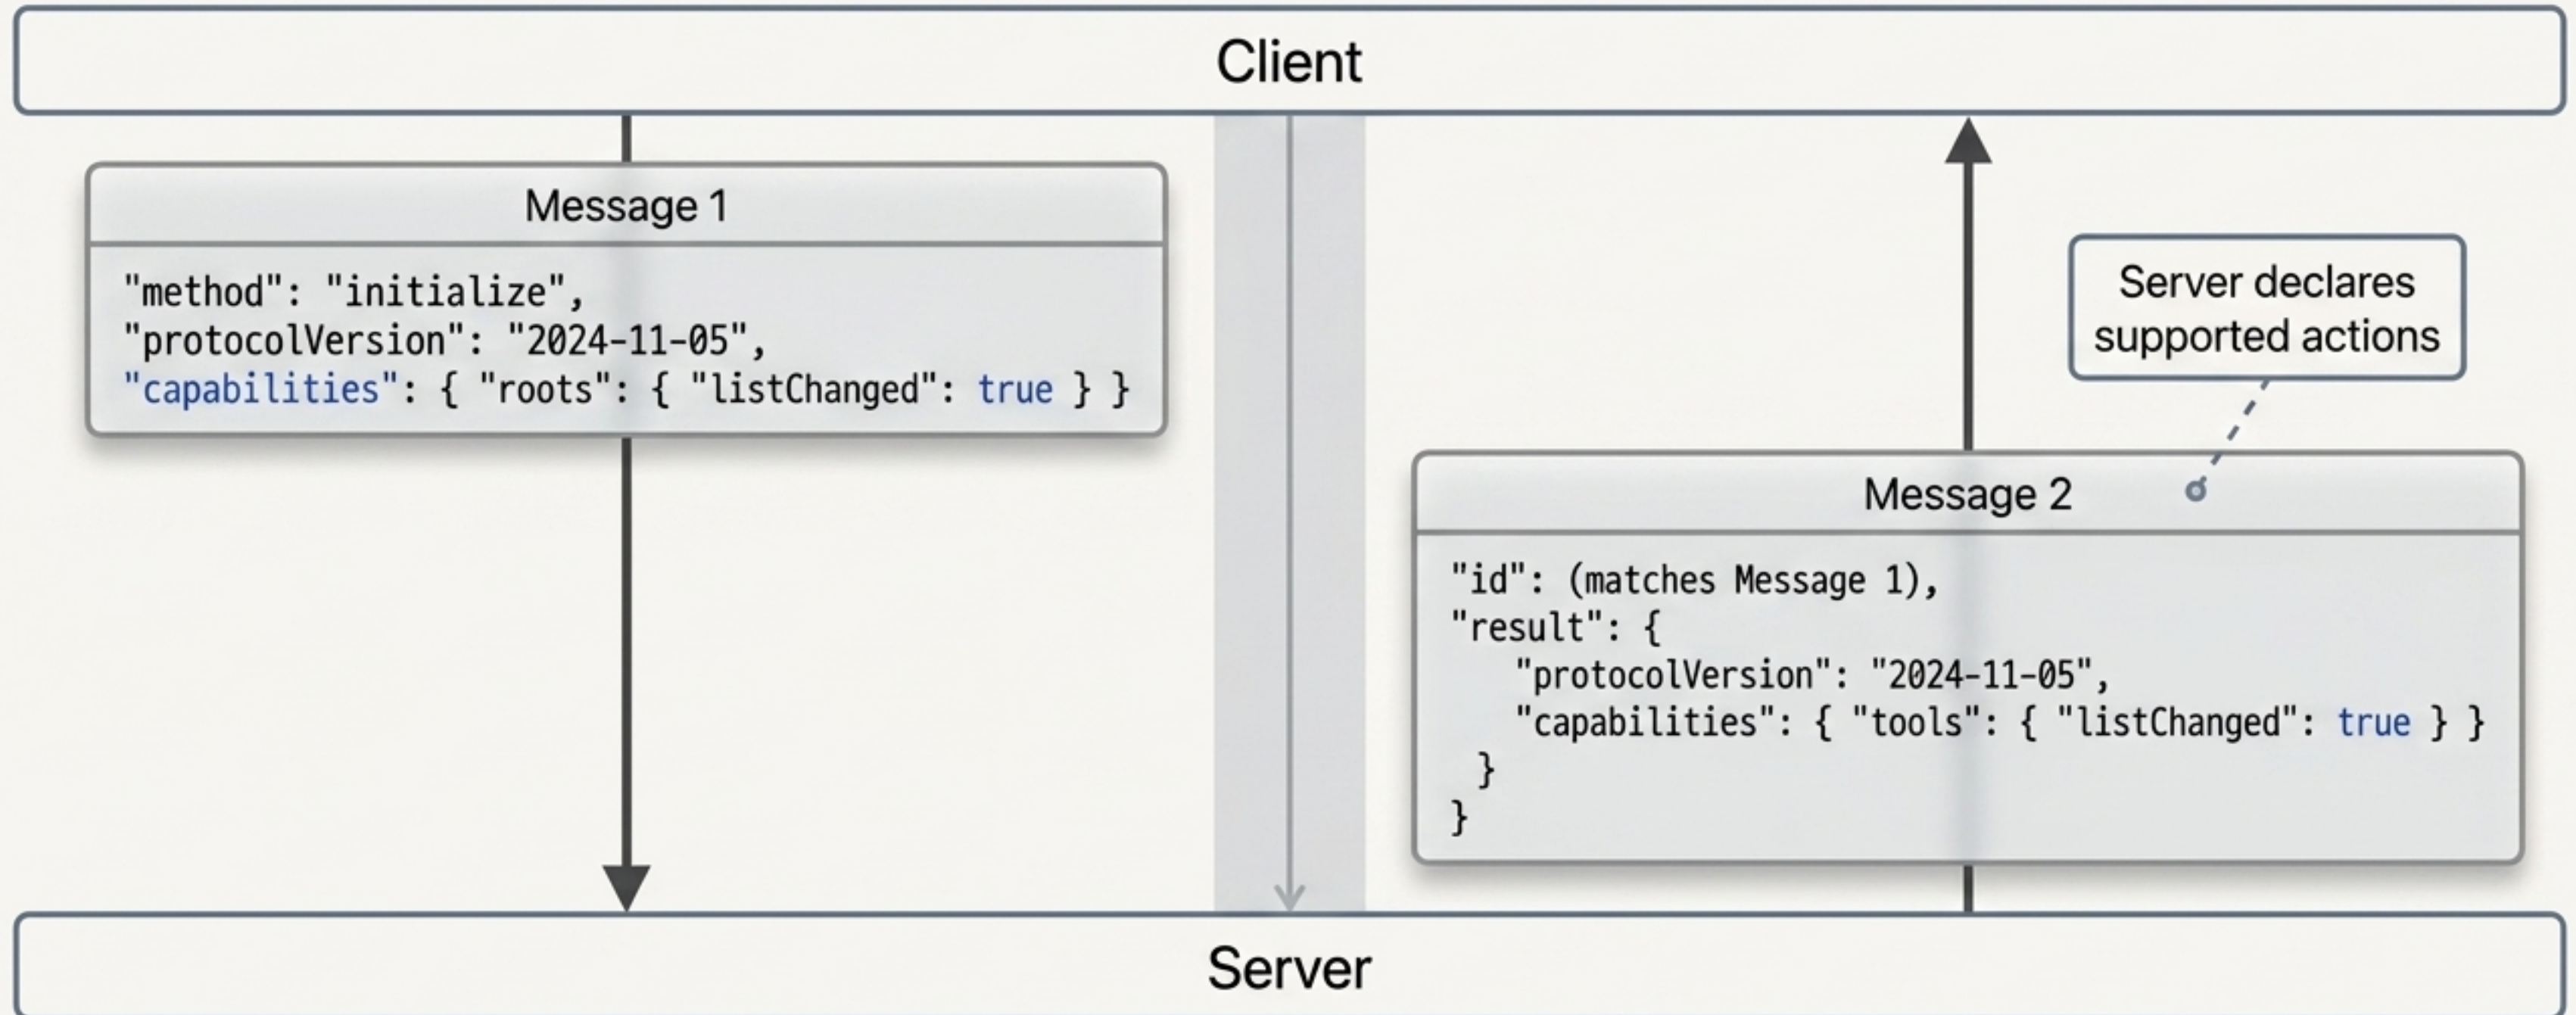 Client
Message 1
"method": "initialize",
"protocolVersion": "2024-11-05",
"capabilities": { "roots": { "listChanged": true } }
Server declares
supported actions
Message 2
"id": (matches Message 1),
"result": {
"protocolVersion": "2024-11-05",
"capabilities": { "tools": { "listChanged": true } }
}
}
Server